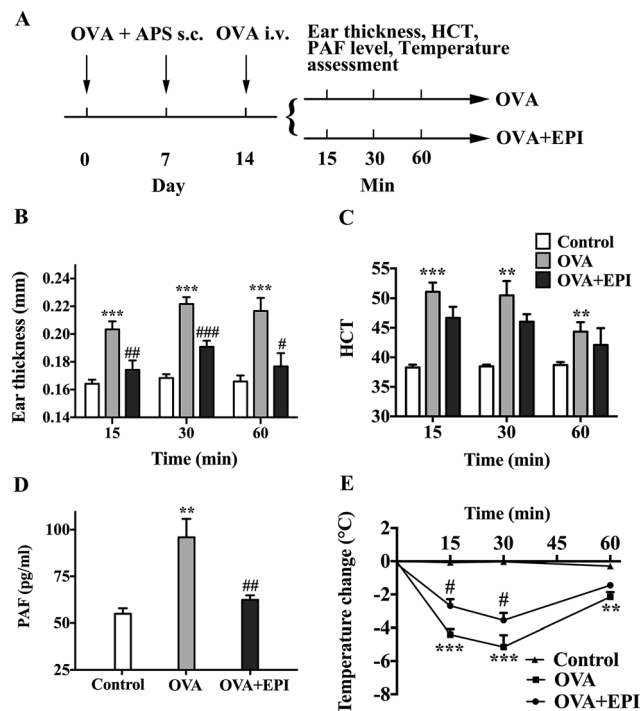 A
OVA + APS s.c. OVA i.v.
Ear thickness, HCT,
PAF level, Temperature
assessment
OVA
OVA+EPI
0 7 14 15 30 60
Day Min
B
Ear thickness (mm)
0.24
0.22
0.20
0.18
0.16
0.14
*** *** ***
## ### #
15 30 60
Time (min)
C
Control
OVA
OVA+EPI
HCT
55
50
45
40
35
30
*** ** **
15 30 60
Time (min)
D
PAF (pg/ml)
100
75
50
25
**
##
Control OVA OVA+EPI
E
Time (min)
15 30 45 60
Temperature change (°C)
0
-2
-4
-6
-8
# #
*** *** **
Control
OVA
OVA+EPI